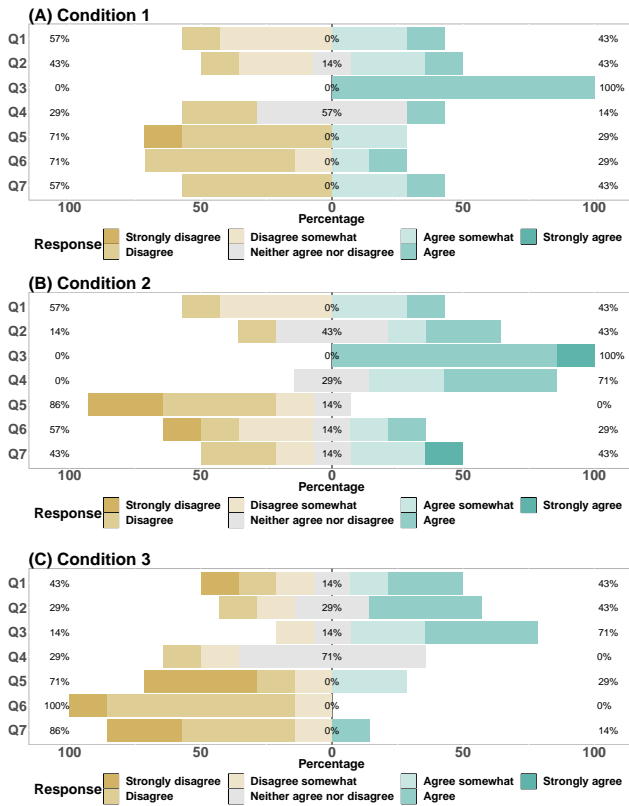 (A) Condition 1
Q1 57% 0% 43%
Q2 43% 14% 43%
Q3 0% 0% 100%
Q4 29% 57% 14%
Q5 71% 0% 29%
Q6 71% 0% 29%
Q7 57% 0% 43%
100 50 0 50 100
Percentage
Response Strongly disagree Disagree somewhat Agree somewhat Strongly agree
Disagree Neither agree nor disagree Agree
(B) Condition 2
Q1 57% 0% 43%
Q2 14% 43% 43%
Q3 0% 0% 100%
Q4 0% 29% 71%
Q5 86% 14% 0%
Q6 57% 14% 29%
Q7 43% 14% 43%
100 50 0 50 100
Percentage
Response Strongly disagree Disagree somewhat Agree somewhat Strongly agree
Disagree Neither agree nor disagree Agree
(C) Condition 3
Q1 43% 14% 43%
Q2 29% 29% 43%
Q3 14% 14% 71%
Q4 29% 71% 0%
Q5 71% 0% 29%
Q6 100% 0% 0%
Q7 86% 0% 14%
100 50 0 50 100
Percentage
Response Strongly disagree Disagree somewhat Agree somewhat Strongly agree
Disagree Neither agree nor disagree Agree